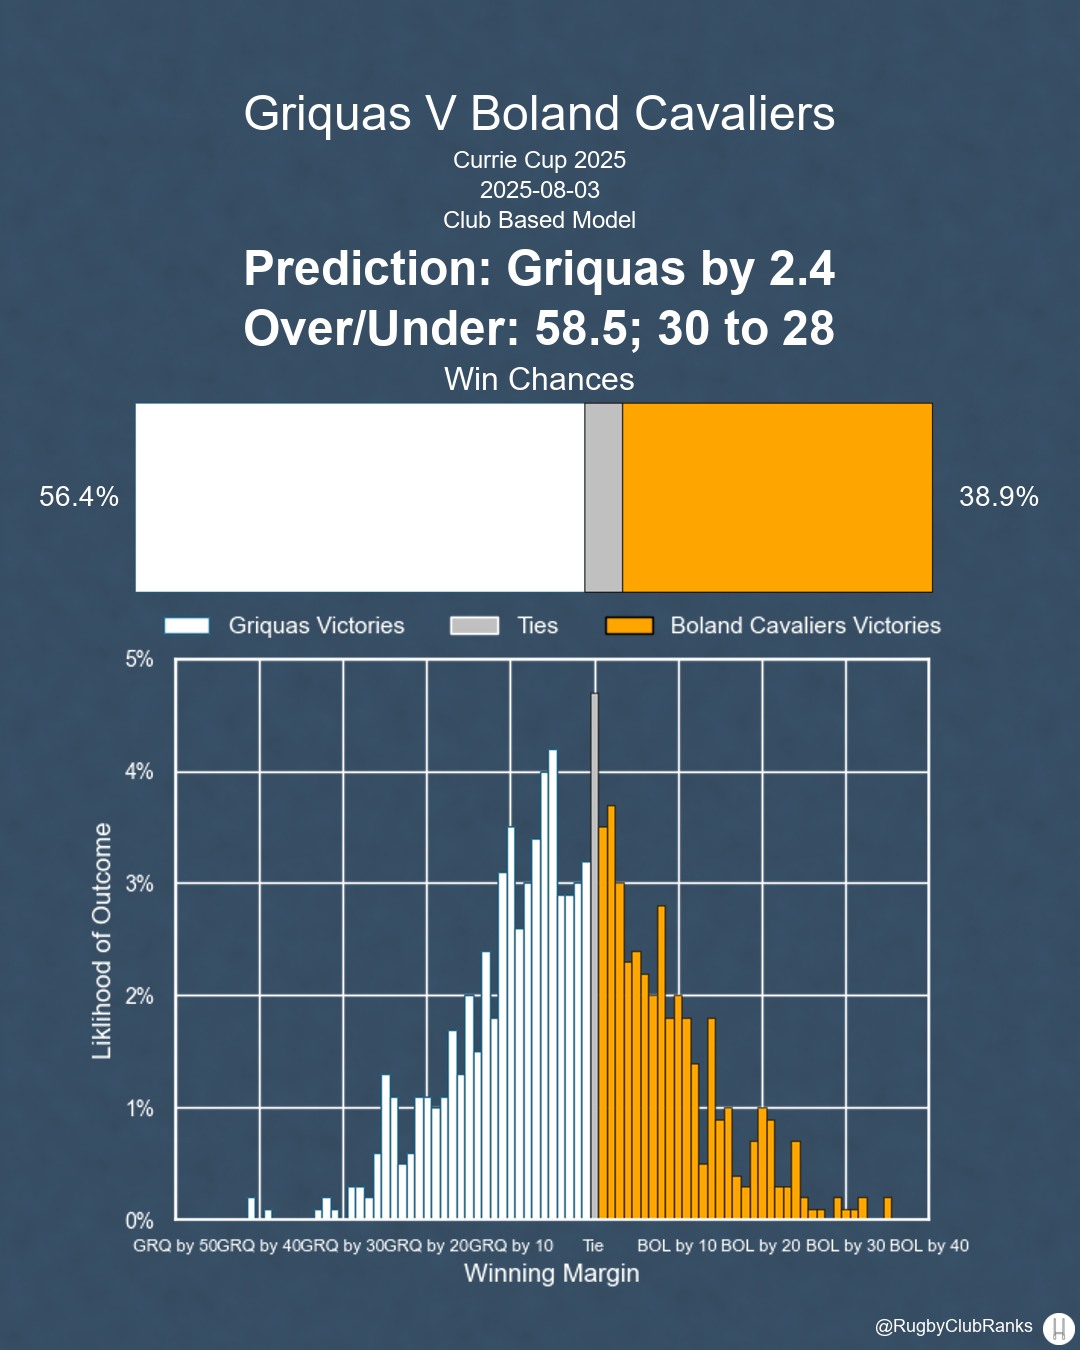 Griquas V Boland Cavaliers
Currie Cup 2025
2025-08-03
Club Based Model
Prediction: Griquas by 2.4
Over/Under: 58.5; 30 to 28
Win Chances
56.4%
38.9%
Griquas Victories
Ties
Boland Cavaliers Victories
5%
4%
3%
2%
1%
0%
Liklihood of Outcome
GRQ by 50
GRQ by 40
GRQ by 30
GRQ by 20
GRQ by 10
Tie
BOL by 10
BOL by 20
BOL by 30
BOL by 40
Winning Margin
@RugbyClubRanks